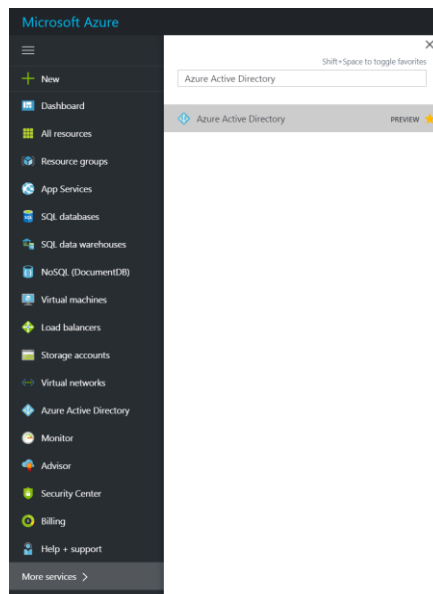 Microsoft Azure
Shift+Space to toggle favorites
New
Azure Active Directory
Dashboard
Azure Active Directory PREVIEW
All resources
Resource groups
App Services
SQL databases
SQL data warehouses
NoSQL (DocumentDB)
Virtual machines
Load balancers
Storage accounts
Virtual networks
Azure Active Directory
Monitor
Advisor
Security Center
Billing
Help + support
More services >